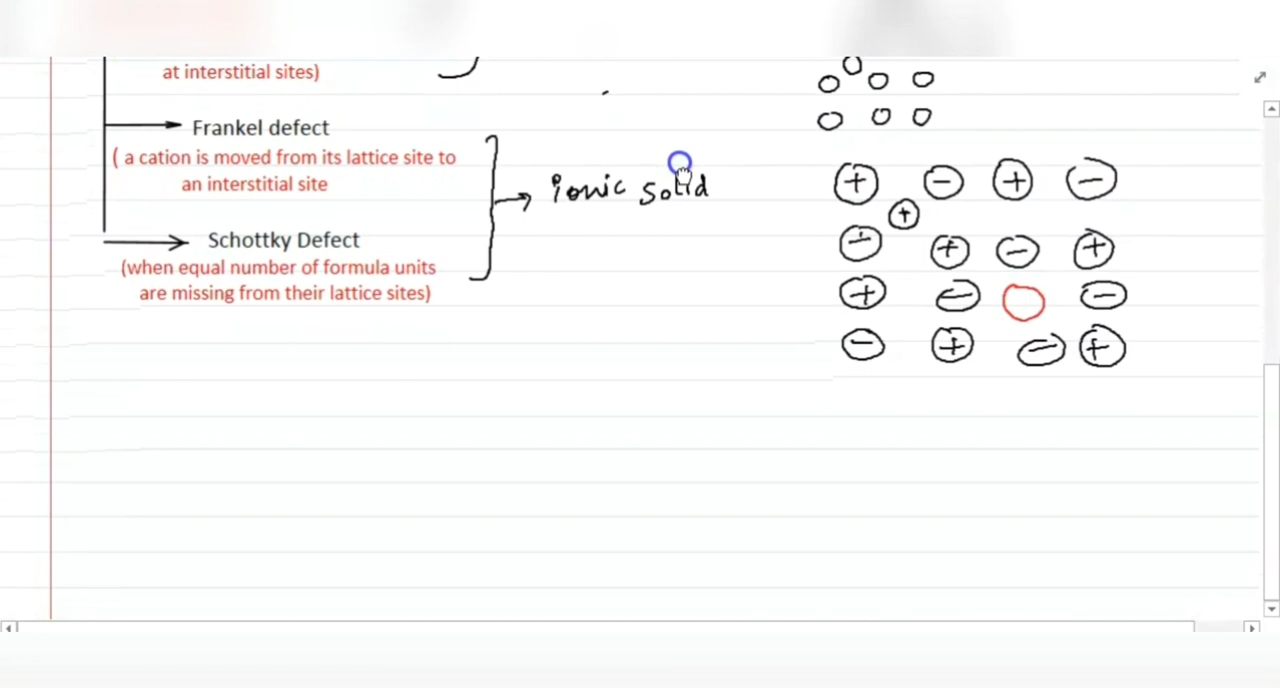 at interstitial sites)
Frankel defect
( a cation is moved from its lattice site to
an interstitial site
ionic solid
Schottky Defect
(when equal number of formula units
are missing from their lattice sites)
+ − + −
+
− + − +
+ − −
− + − +